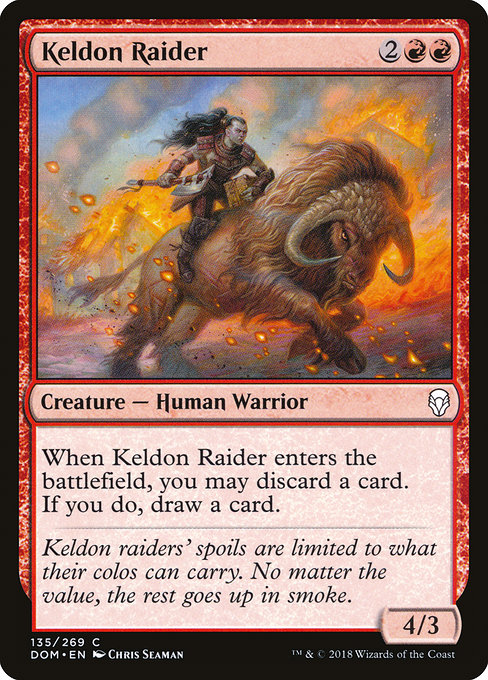 Keldon Raider 2
Creature — Human Warrior
When Keldon Raider enters the
battlefield, you may discard a card.
If you do, draw a card.
Keldon raiders' spoils are limited to what
their colos can carry. No matter the
value, the rest goes up in smoke.
4/3
135/269 C
DOM • EN Chris Seaman
™ & © 2018 Wizards of the Coast